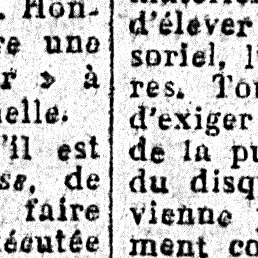 Hon-
re une
r » à
elle.
'il est
se, de
faire
écutée
d'élever
soriel, l'
res. Tou
d'exiger
de la pu
du disq
vienne
ment co